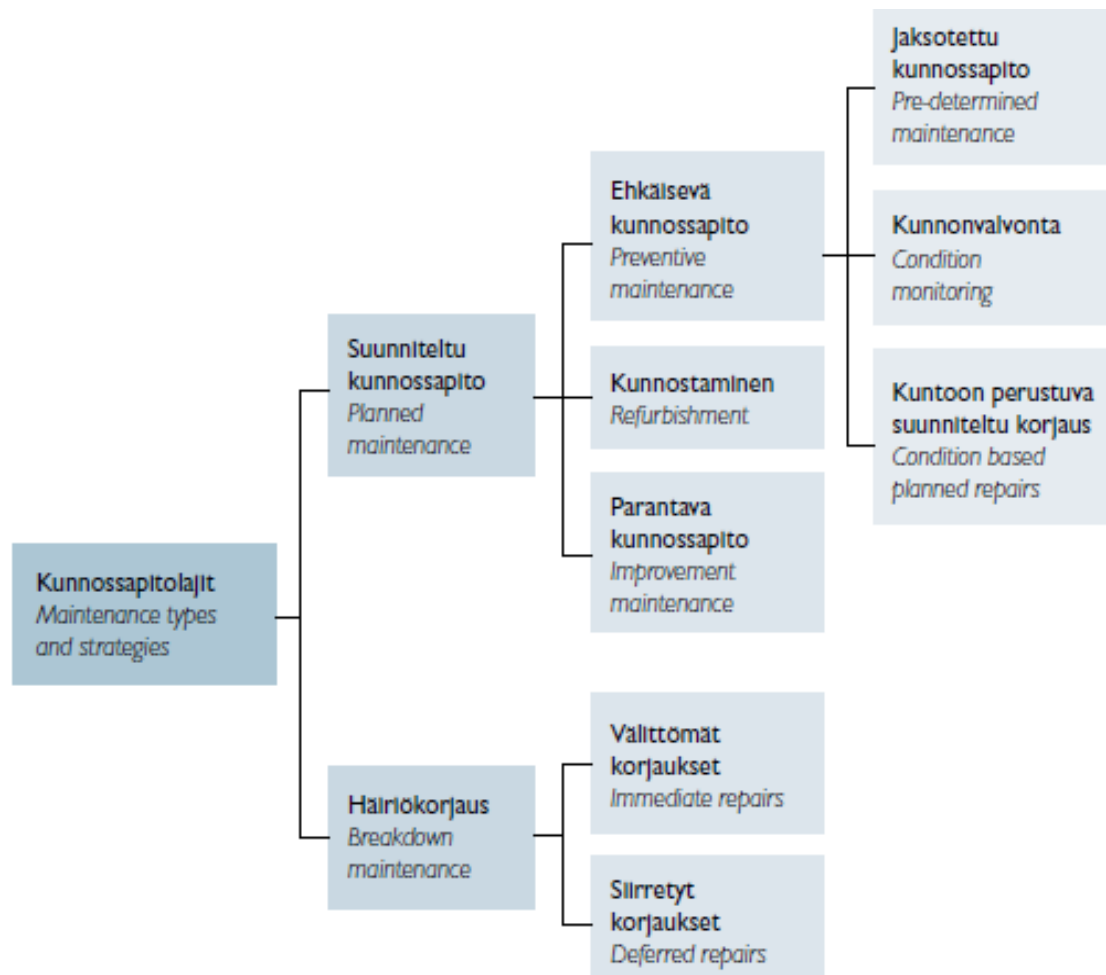 Kunnossapitolajit
Maintenance types
and strategies
Suunniteltu
kunnossapito
Planned
maintenance
Ehkäisevä
kunnossapito
Preventive
maintenance
Jaksotettu
kunnossapito
Pre-determined
maintenance
Kunnonvalvonta
Condition
monitoring
Kuntoon perustuva
suunniteltu korjaus
Condition based
planned repairs
Kunnostaminen
Refurbishment
Parantava
kunnossapito
Improvement
maintenance
Häiriökorjaus
Breakdown
maintenance
Välittömät
korjaukset
Immediate repairs
Siirretyt
korjaukset
Deferred repairs